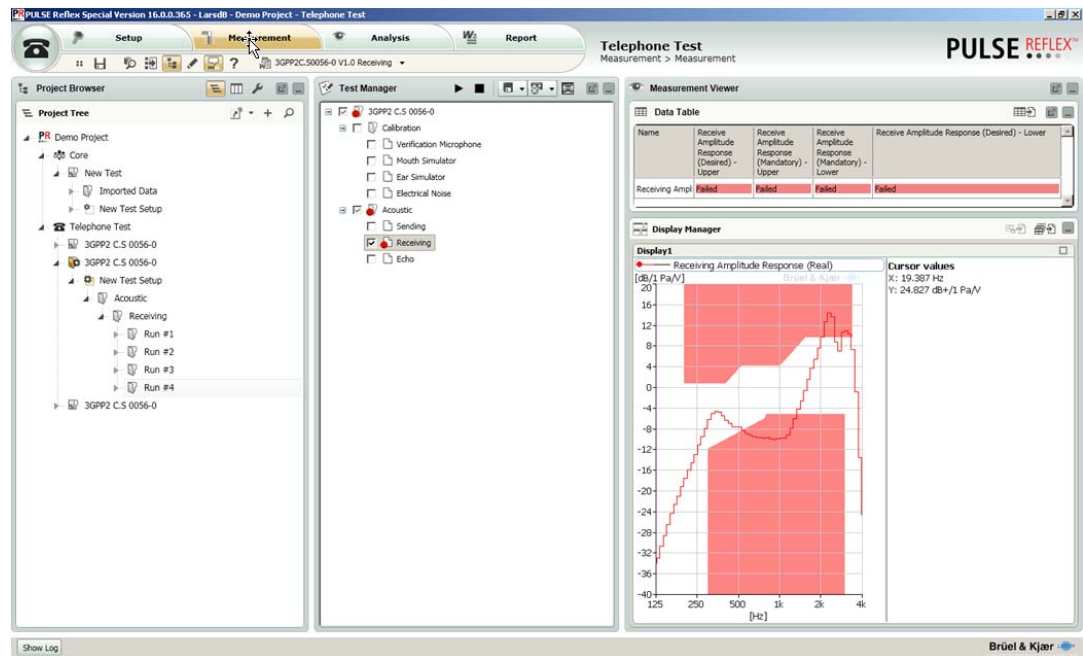 PULSE Reflex Special Version 16.0.0.365 - LarsdB - Demo Project - Telephone Test
Setup
Measurement
Analysis
Report
3GPP2C.S0056-0 V1.0 Receiving
Telephone Test
Measurement > Measurement
PULSE REFLEX™
Project Browser
Project Tree
PR Demo Project
Core
New Test
Imported Data
New Test Setup
Telephone Test
3GPP2 C.S 0056-0
3GPP2 C.S 0056-0
New Test Setup
Acoustic
Receiving
Run #1
Run #2
Run #3
Run #4
3GPP2 C.S 0056-0
Test Manager
3GPP2 C.S 0056-0
Calibration
Verification Microphone
Mouth Simulator
Ear Simulator
Electrical Noise
Acoustic
Sending
Receiving
Echo
Measurement Viewer
Data Table
Name
Receive Amplitude Response (Desired) - Upper
Receive Amplitude Response (Mandatory) - Upper
Receive Amplitude Response (Mandatory) - Lower
Receive Amplitude Response (Desired) - Lower
Receiving Ampl Failed Failed Failed Failed
Display Manager
Display1
Receiving Amplitude Response (Real)
[dB/1 Pa/V]
Brüel & Kjær
20
16
12
8
4
0
-4
-8
-12
-16
-20
-24
-28
-32
-36
-40
125 250 500 1k 2k 4k
[Hz]
Cursor values
X: 19.387 Hz
Y: 24.827 dB+/1 Pa/V
Show Log
Brüel & Kjær